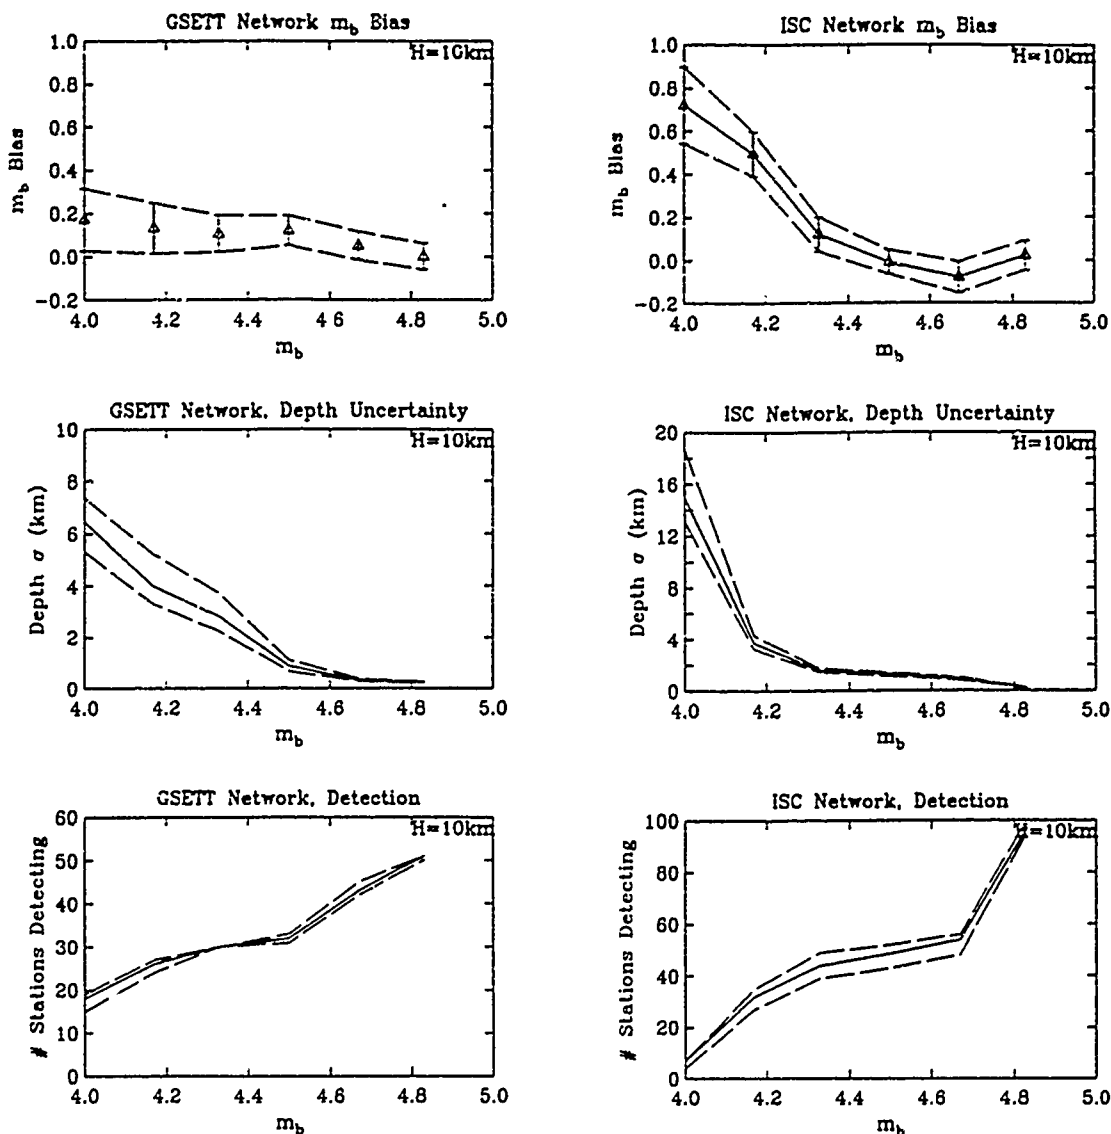 GSETT Network m_b Bias
H=10km
m_b Bias
1.0
0.8
0.6
0.4
0.2
0.0
-0.2
4.0 4.2 4.4 4.6 4.8 5.0
m_b
ISC Network m_b Bias
H=10km
m_b Bias
1.0
0.8
0.6
0.4
0.2
0.0
-0.2
4.0 4.2 4.4 4.6 4.8 5.0
m_b
GSETT Network, Depth Uncertainty
H=10km
Depth σ (km)
10
8
6
4
2
0
4.0 4.2 4.4 4.6 4.8 5.0
m_b
ISC Network, Depth Uncertainty
H=10km
Depth σ (km)
20
16
12
8
4
0
4.0 4.2 4.4 4.6 4.8 5.0
m_b
GSETT Network, Detection
H=10km
# Stations Detecting
60
50
40
30
20
10
0
4.0 4.2 4.4 4.6 4.8 5.0
m_b
ISC Network, Detection
H=10km
# Stations Detecting
100
80
60
40
20
0
4.0 4.2 4.4 4.6 4.8 5.0
m_b